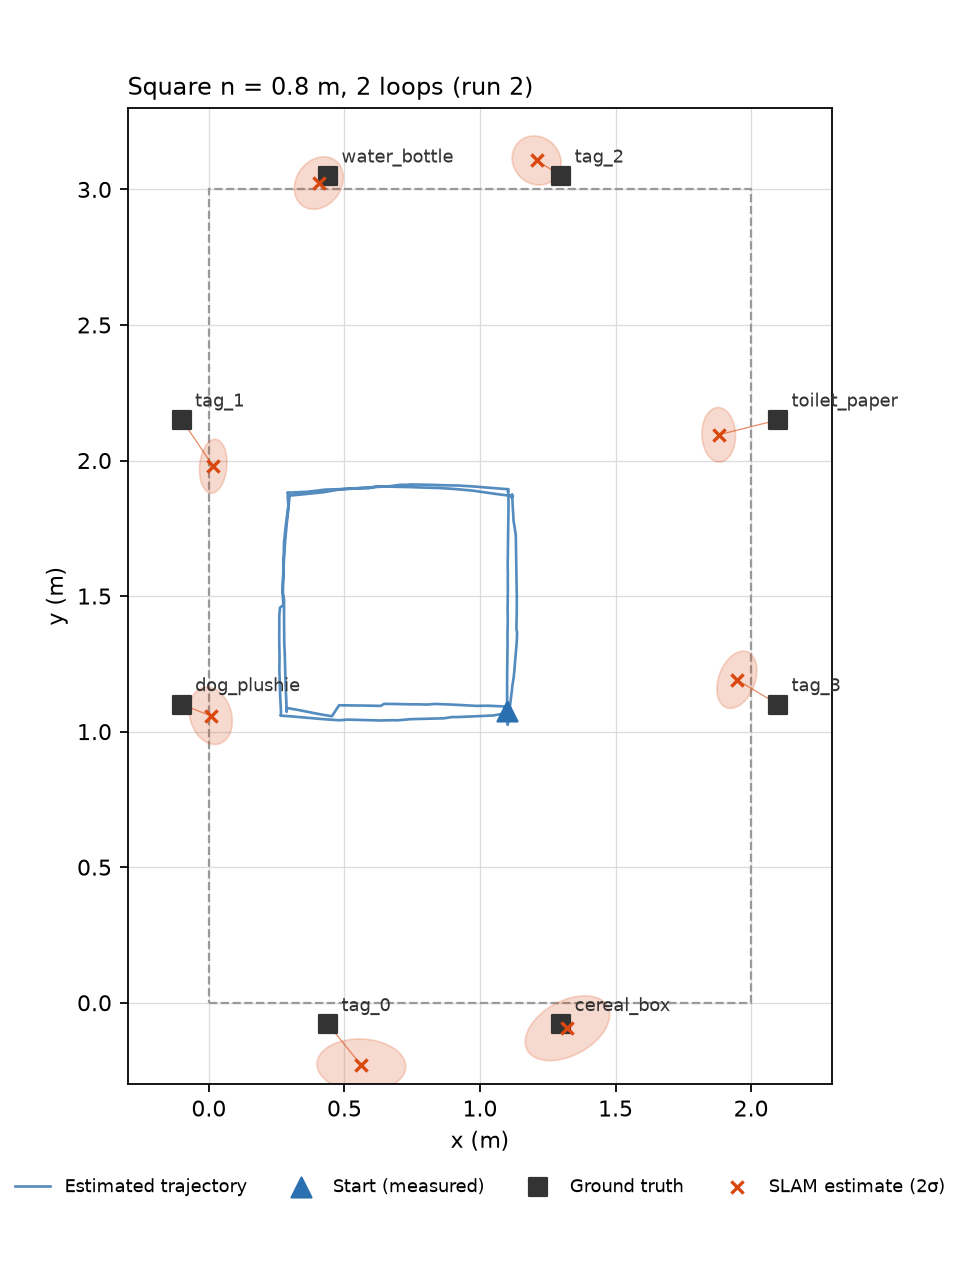 Square n = 0.8 m, 2 loops (run 2)
water_bottle
tag_2
3.0
2.5
tag_1
toilet_paper
2.0
y (m)
1.5
dog_plushie
tag_3
1.0
0.5
0.0
tag_0
cereal_box
0.0 0.5 1.0 1.5 2.0
x (m)
Estimated trajectory Start (measured) Ground truth SLAM estimate (2σ)